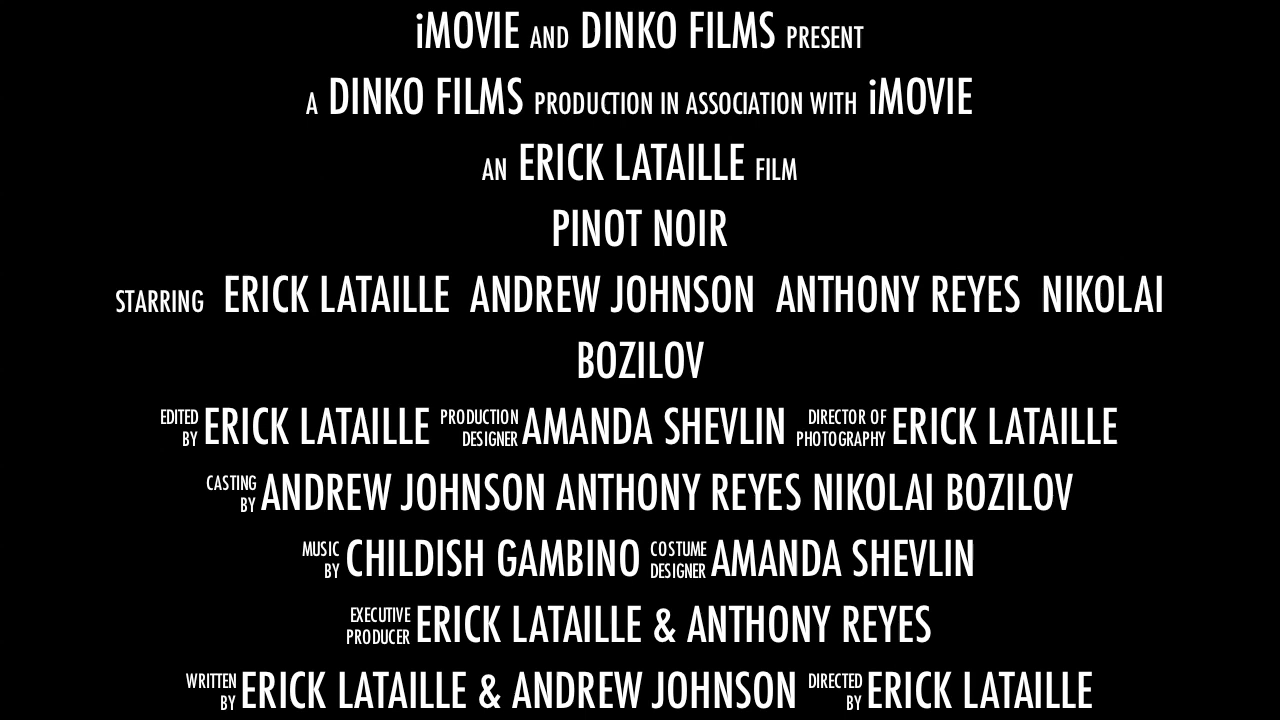 iMOVIE AND DINKO FILMS PRESENT
A DINKO FILMS PRODUCTION IN ASSOCIATION WITH iMOVIE
AN ERICK LATAILLE FILM
PINOT NOIR
STARRING ERICK LATAILLE ANDREW JOHNSON ANTHONY REYES NIKOLAI
BOZILOV
EDITED BY ERICK LATAILLE PRODUCTION DESIGNER AMANDA SHEVLIN DIRECTOR OF PHOTOGRAPHY ERICK LATAILLE
CASTING BY ANDREW JOHNSON ANTHONY REYES NIKOLAI BOZILOV
MUSIC BY CHILDISH GAMBINO COSTUME DESIGNER AMANDA SHEVLIN
EXECUTIVE PRODUCER ERICK LATAILLE & ANTHONY REYES
WRITTEN BY ERICK LATAILLE & ANDREW JOHNSON DIRECTED BY ERICK LATAILLE